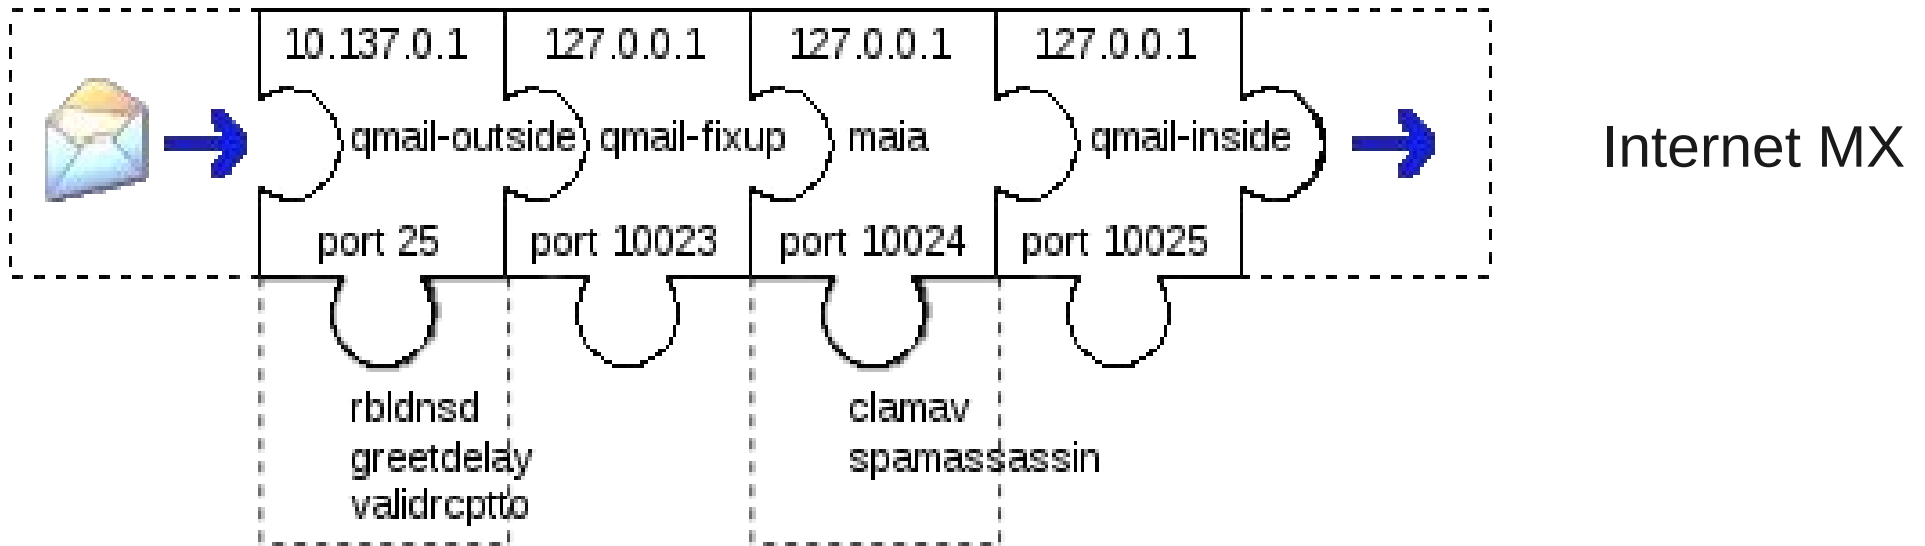 10.137.0.1 127.0.0.1 127.0.0.1 127.0.0.1
qmail-outside qmail-fixup maia qmail-inside
Internet MX
port 25 port 10023 port 10024 port 10025
rbldnsd clamav
greetdelay spamassassin
validrcptto